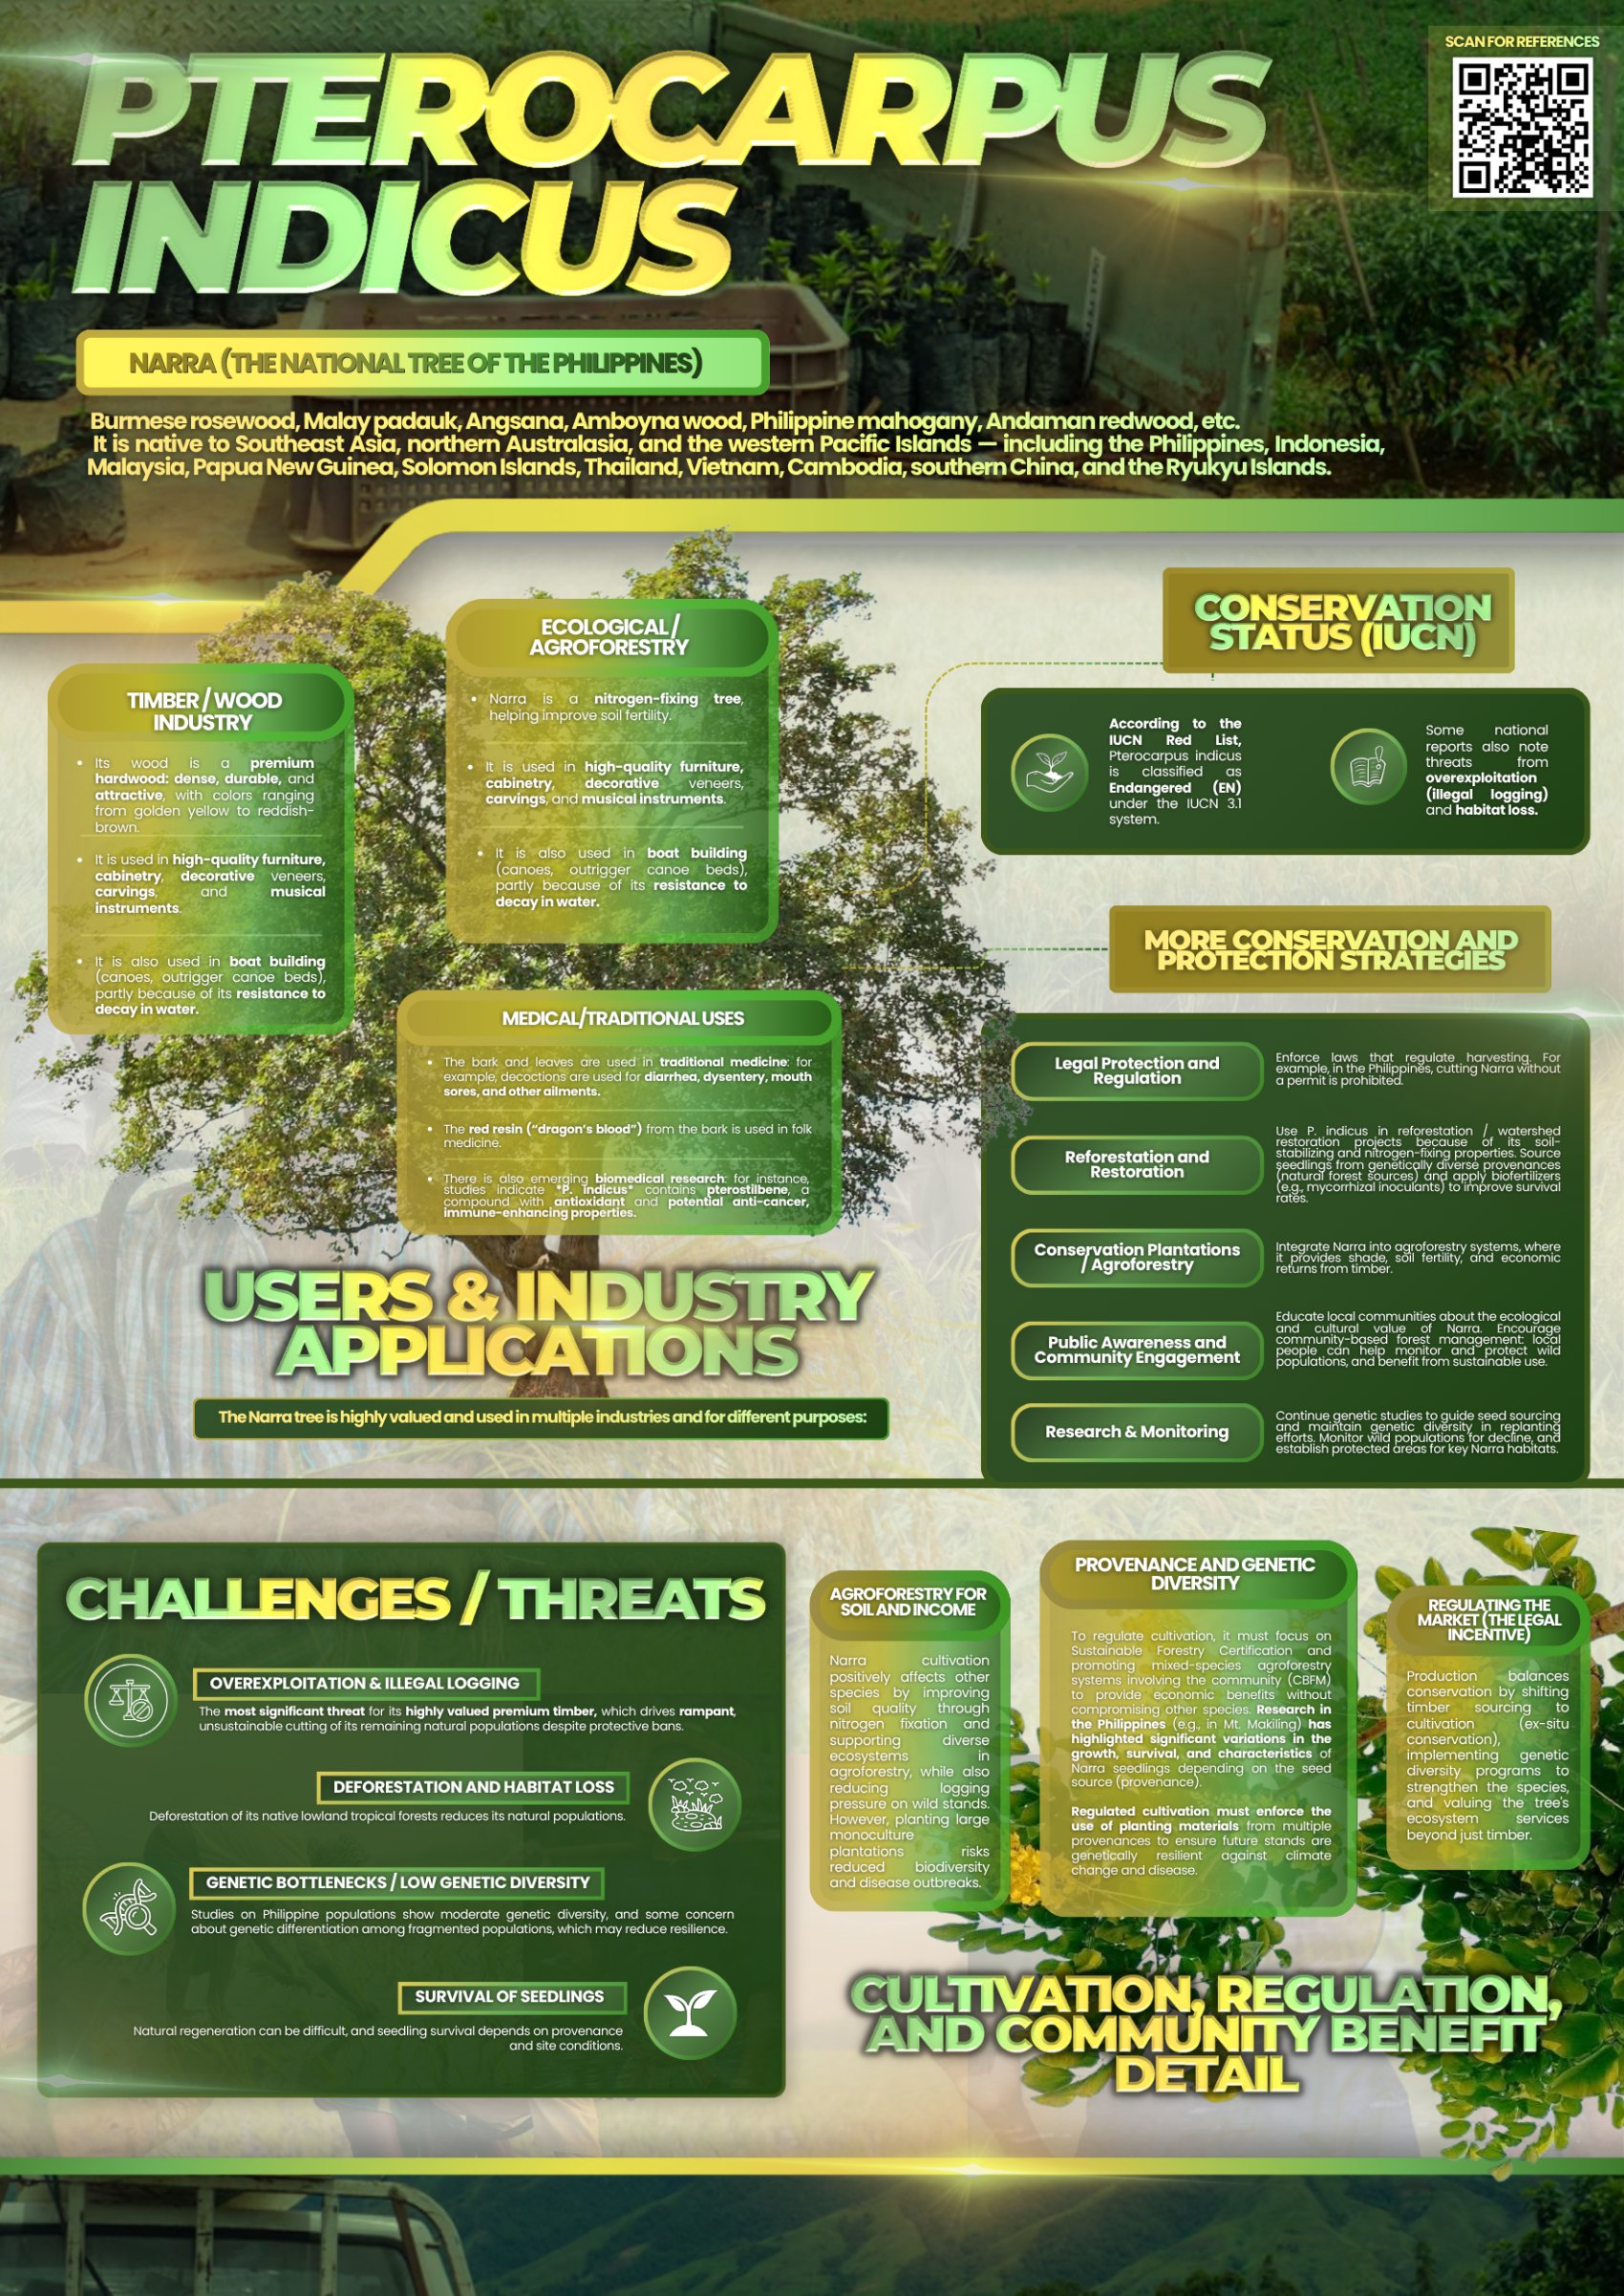 SCAN FOR REFERENCES
PTEROCARPUS
INDICUS
NARRA (THE NATIONAL TREE OF THE PHILIPPINES)
Burmese rosewood, Malay padauk, Angsana, Amboyna wood, Philippine mahogany, Andaman redwood, etc.
It is native to Southeast Asia, northern Australasia, and the western Pacific Islands — including the Philippines, Indonesia,
Malaysia, Papua New Guinea, Solomon Islands, Thailand, Vietnam, Cambodia, southern China, and the Ryukyu Islands.
TIMBER / WOOD
INDUSTRY
• Its wood is a premium
hardwood: dense, durable, and
attractive, with colors ranging
from golden yellow to reddish-
brown.
• It is used in high-quality furniture,
cabinetry, decorative veneers,
carvings, and musical
instruments.
• It is also used in boat building
(canoes, outrigger canoe beds),
partly because of its resistance to
decay in water.
ECOLOGICAL /
AGROFORESTRY
• Narra is a nitrogen-fixing tree,
helping improve soil fertility.
• It is used in high-quality furniture,
cabinetry, decorative veneers,
carvings, and musical instruments.
• It is also used in boat building
(canoes, outrigger canoe beds),
partly because of its resistance to
decay in water.
MEDICAL/TRADITIONAL USES
• The bark and leaves are used in traditional medicine: for
example, decoctions are used for diarrhea, dysentery, mouth
sores, and other ailments.
• The red resin (“dragon’s blood”) from the bark is used in folk
medicine.
• There is also emerging biomedical research: for instance,
studies indicate *P. indicus* contains pterostilbene, a
compound with antioxidant and potential anti-cancer,
immune-enhancing properties.
USERS & INDUSTRY
APPLICATIONS
The Narra tree is highly valued and used in multiple industries and for different purposes:
CONSERVATION
STATUS (IUCN)
According to the
IUCN Red List,
Pterocarpus indicus
is classified as
Endangered (EN)
under the IUCN 3.1
system.
Some national
reports also note
threats from
overexploitation
(illegal logging)
and habitat loss.
MORE CONSERVATION AND
PROTECTION STRATEGIES
Legal Protection and
Regulation
Enforce laws that regulate harvesting. For
example, in the Philippines, cutting Narra without
a permit is prohibited.
Reforestation and
Restoration
Use P. indicus in reforestation / watershed
restoration projects because of its soil-
stabilizing and nitrogen-fixing properties. Source
seedlings from genetically diverse provenances
(natural forest sources) and apply biofertilizers
(e.g., mycorrhizal inoculants) to improve survival
rates.
Conservation Plantations
/ Agroforestry
Integrate Narra into agroforestry systems, where
it provides shade, soil fertility, and economic
returns from timber.
Public Awareness and
Community Engagement
Educate local communities about the ecological
and cultural value of Narra. Encourage
community-based forest management: local
people can help monitor and protect wild
populations, and benefit from sustainable use.
Research & Monitoring
Continue genetic studies to guide seed sourcing
and maintain genetic diversity in replanting
efforts. Monitor wild populations for decline, and
establish protected areas for key Narra habitats.
CHALLENGES / THREATS
OVEREXPLOITATION & ILLEGAL LOGGING
The most significant threat for its highly valued premium timber, which drives rampant,
unsustainable cutting of its remaining natural populations despite protective bans.
DEFORESTATION AND HABITAT LOSS
Deforestation of its native lowland tropical forests reduces its natural populations.
GENETIC BOTTLENECKS / LOW GENETIC DIVERSITY
Studies on Philippine populations show moderate genetic diversity, and some concern
about genetic differentiation among fragmented populations, which may reduce resilience.
SURVIVAL OF SEEDLINGS
Natural regeneration can be difficult, and seedling survival depends on provenance
and site conditions.
AGROFORESTRY FOR
SOIL AND INCOME
Narra cultivation
positively affects other
species by improving
soil quality through
nitrogen fixation and
supporting diverse
ecosystems in
agroforestry, while also
reducing logging
pressure on wild stands.
However, planting large
monoculture
plantations risks
reduced biodiversity
and disease outbreaks.
PROVENANCE AND GENETIC
DIVERSITY
To regulate cultivation, it must focus on
Sustainable Forestry Certification and
promoting mixed-species agroforestry
systems involving the community (CBFM)
to provide economic benefits without
compromising other species. Research in
the Philippines (e.g., in Mt. Makiling) has
highlighted significant variations in the
growth, survival, and characteristics of
Narra seedlings depending on the seed
source (provenance).
Regulated cultivation must enforce the
use of planting materials from multiple
provenances to ensure future stands are
genetically resilient against climate
change and disease.
REGULATING THE
MARKET (THE LEGAL
INCENTIVE)
Production balances
conservation by shifting
timber sourcing to
cultivation (ex-situ
conservation),
implementing genetic
diversity programs to
strengthen the species,
and valuing the tree's
ecosystem services
beyond just timber.
CULTIVATION, REGULATION,
AND COMMUNITY BENEFIT
DETAIL